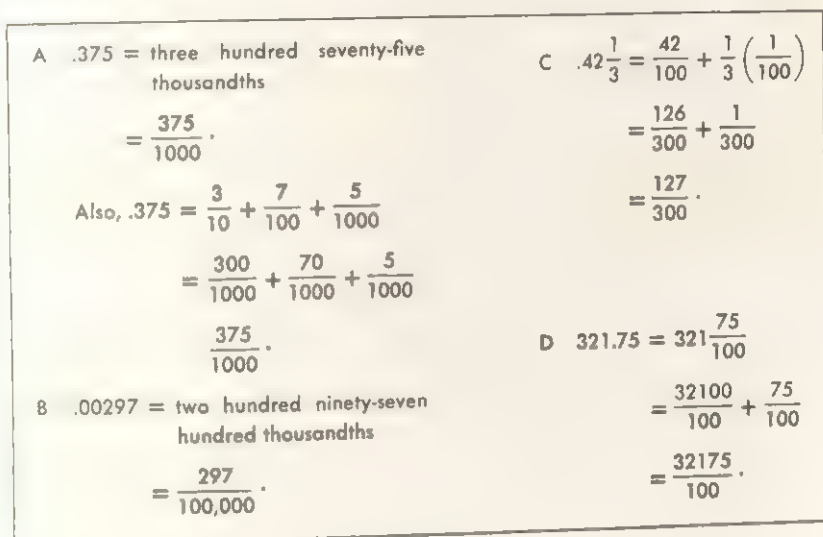 A .375 = three hundred seventy-five
thousandths
= 375/1000 .
Also, .375 = 3/10 + 7/100 + 5/1000
= 300/1000 + 70/1000 + 5/1000
375/1000 .
B .00297 = two hundred ninety-seven
hundred thousandths
= 297/100,000 .
C .42 1/3 = 42/100 + 1/3 (1/100)
= 126/300 + 1/300
= 127/300 .
D 321.75 = 321 75/100
= 32100/100 + 75/100
= 32175/100 .